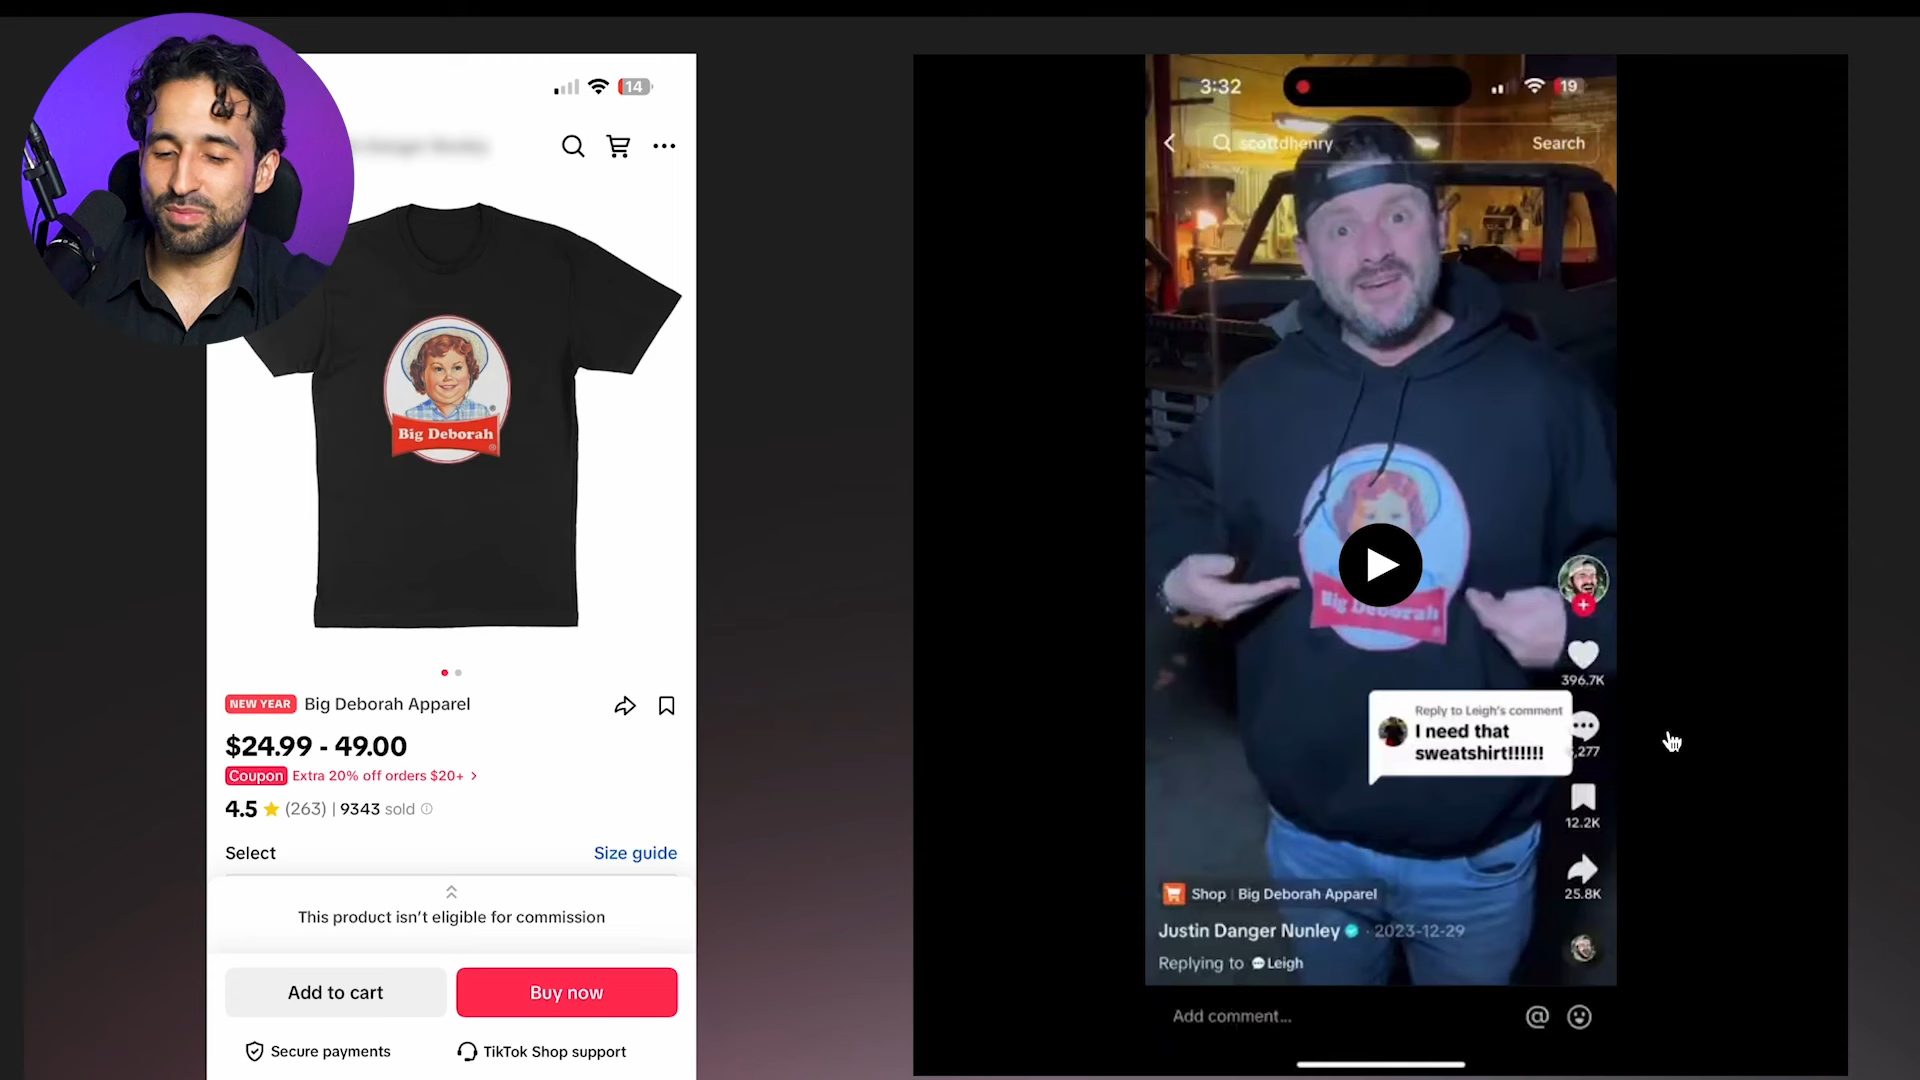 14
Big Deborah
NEW YEAR Big Deborah Apparel
$24.99 - 49.00
Coupon Extra 20% off orders $20+ >
4.5 (263) | 9343 sold
Select Size guide
This product isn't eligible for commission
Add to cart Buy now
Secure payments TikTok Shop support
3:32 19
scottdhenry Search
Big Deborah
396.7K
Reply to Leigh's comment
I need that
sweatshirt!!!!!!
,277
12.2K
25.8K
Shop | Big Deborah Apparel
Justin Danger Nunley · 2023-12-29
Replying to Leigh
Add comment... @